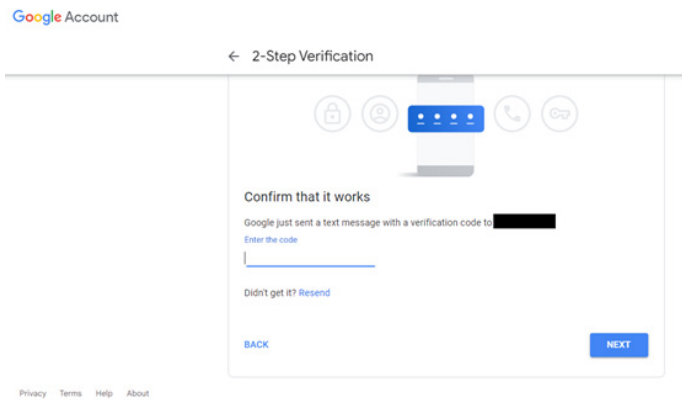 Google Account
2-Step Verification
Confirm that it works
Google just sent a text message with a verification code to
Enter the code
Didn't get it? Resend
BACK
NEXT
Privacy Terms Help About